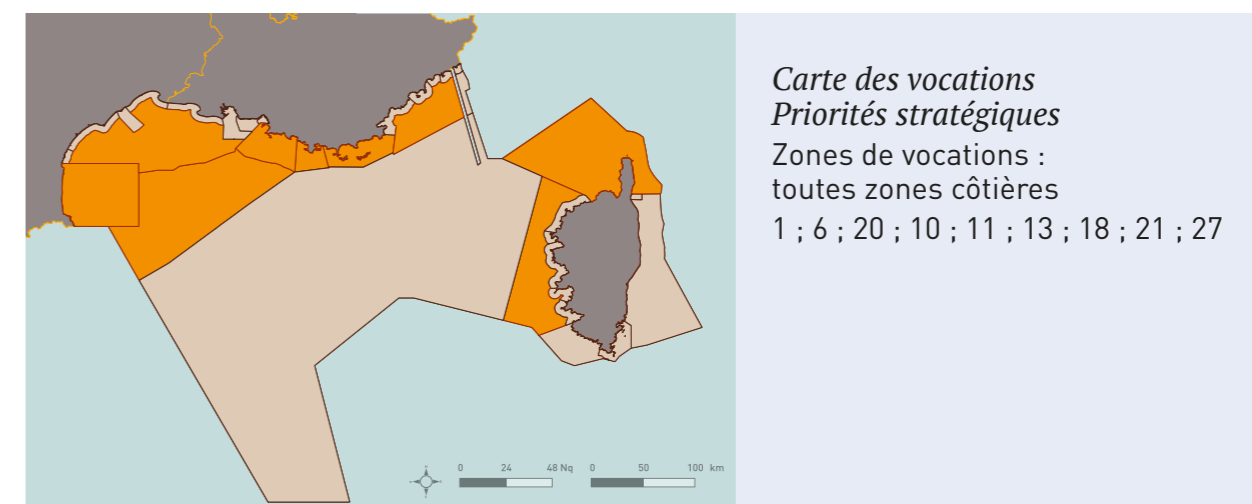 Carte des vocations
Priorités stratégiques
Zones de vocations :
toutes zones côtières
1 ; 6 ; 20 ; 10 ; 11 ; 13 ; 18 ; 21 ; 27
0 24 48 Nq 0 50 100 km